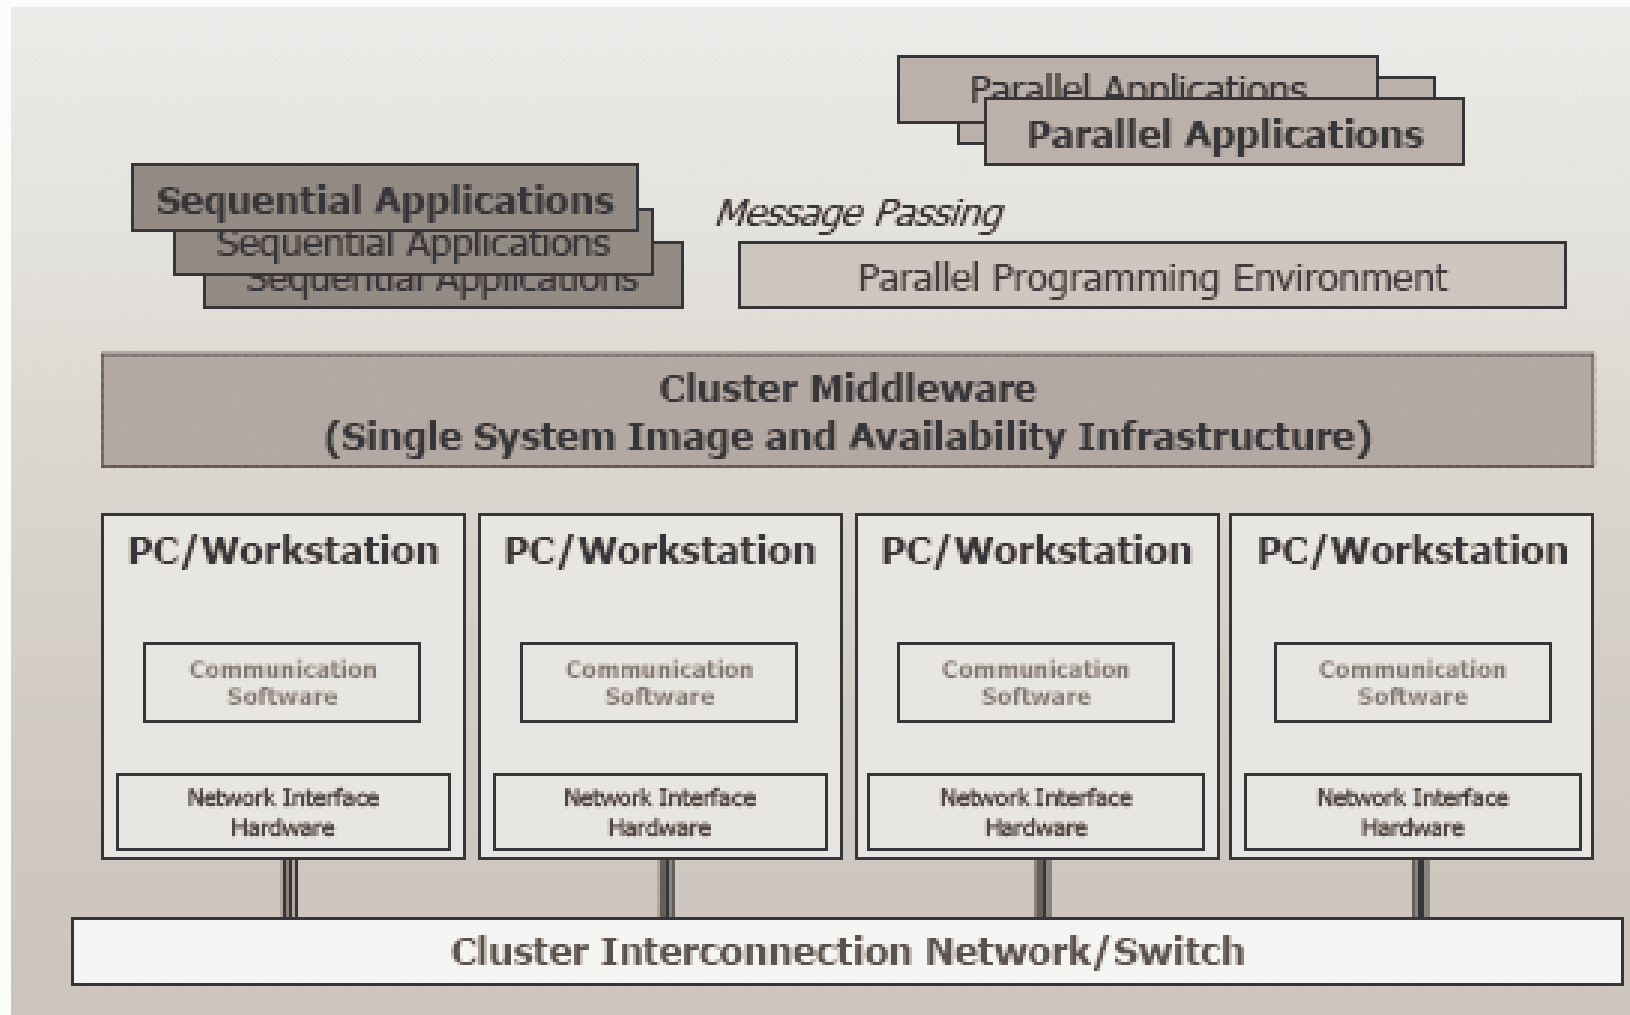 Parallel Applications
Parallel Applications
Sequential Applications
Sequential Applications
Sequential Applications
Message Passing
Parallel Programming Environment
Cluster Middleware
(Single System Image and Availability Infrastructure)
PC/Workstation
Communication
Software
Network Interface
Hardware
PC/Workstation
Communication
Software
Network Interface
Hardware
PC/Workstation
Communication
Software
Network Interface
Hardware
PC/Workstation
Communication
Software
Network Interface
Hardware
Cluster Interconnection Network/Switch